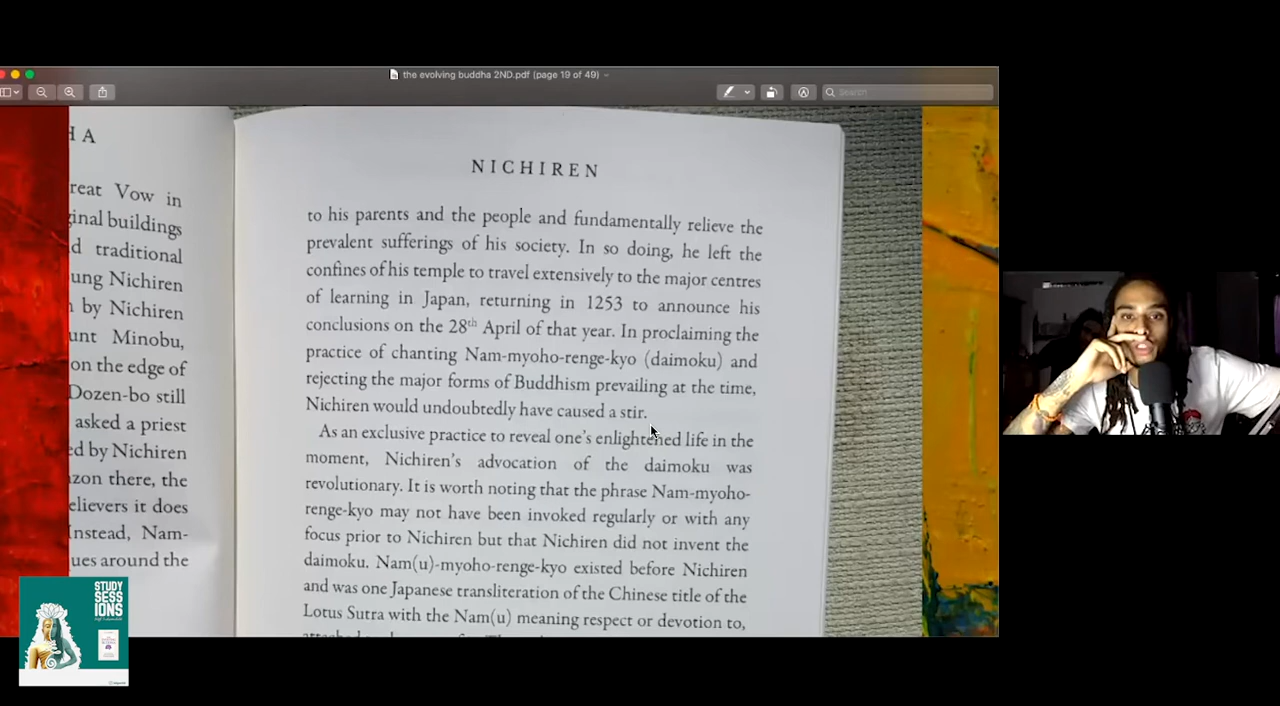 the evolving buddha 2ND.pdf (page 19 of 49)
Search
H A
reat Vow in
ginal buildings
d traditional
ung Nichiren
by Nichiren
unt Minobu,
on the edge of
Dozen-bo still
asked a priest
ed by Nichiren
zon there, the
elievers it does
Instead, Nam-
ues around the
NICHIREN
to his parents and the people and fundamentally relieve the
prevalent sufferings of his society. In so doing, he left the
confines of his temple to travel extensively to the major centres
of learning in Japan, returning in 1253 to announce his
conclusions on the 28th April of that year. In proclaiming the
practice of chanting Nam-myoho-renge-kyo (daimoku) and
rejecting the major forms of Buddhism prevailing at the time,
Nichiren would undoubtedly have caused a stir.
As an exclusive practice to reveal one's enlightened life in the
moment, Nichiren's advocation of the daimoku was
revolutionary. It is worth noting that the phrase Nam-myoho-
renge-kyo may not have been invoked regularly or with any
focus prior to Nichiren but that Nichiren did not invent the
daimoku. Nam(u)-myoho-renge-kyo existed before Nichiren
and was one Japanese transliteration of the Chinese title of the
Lotus Sutra with the Nam(u) meaning respect or devotion to,
STUDY
SESS
IONS